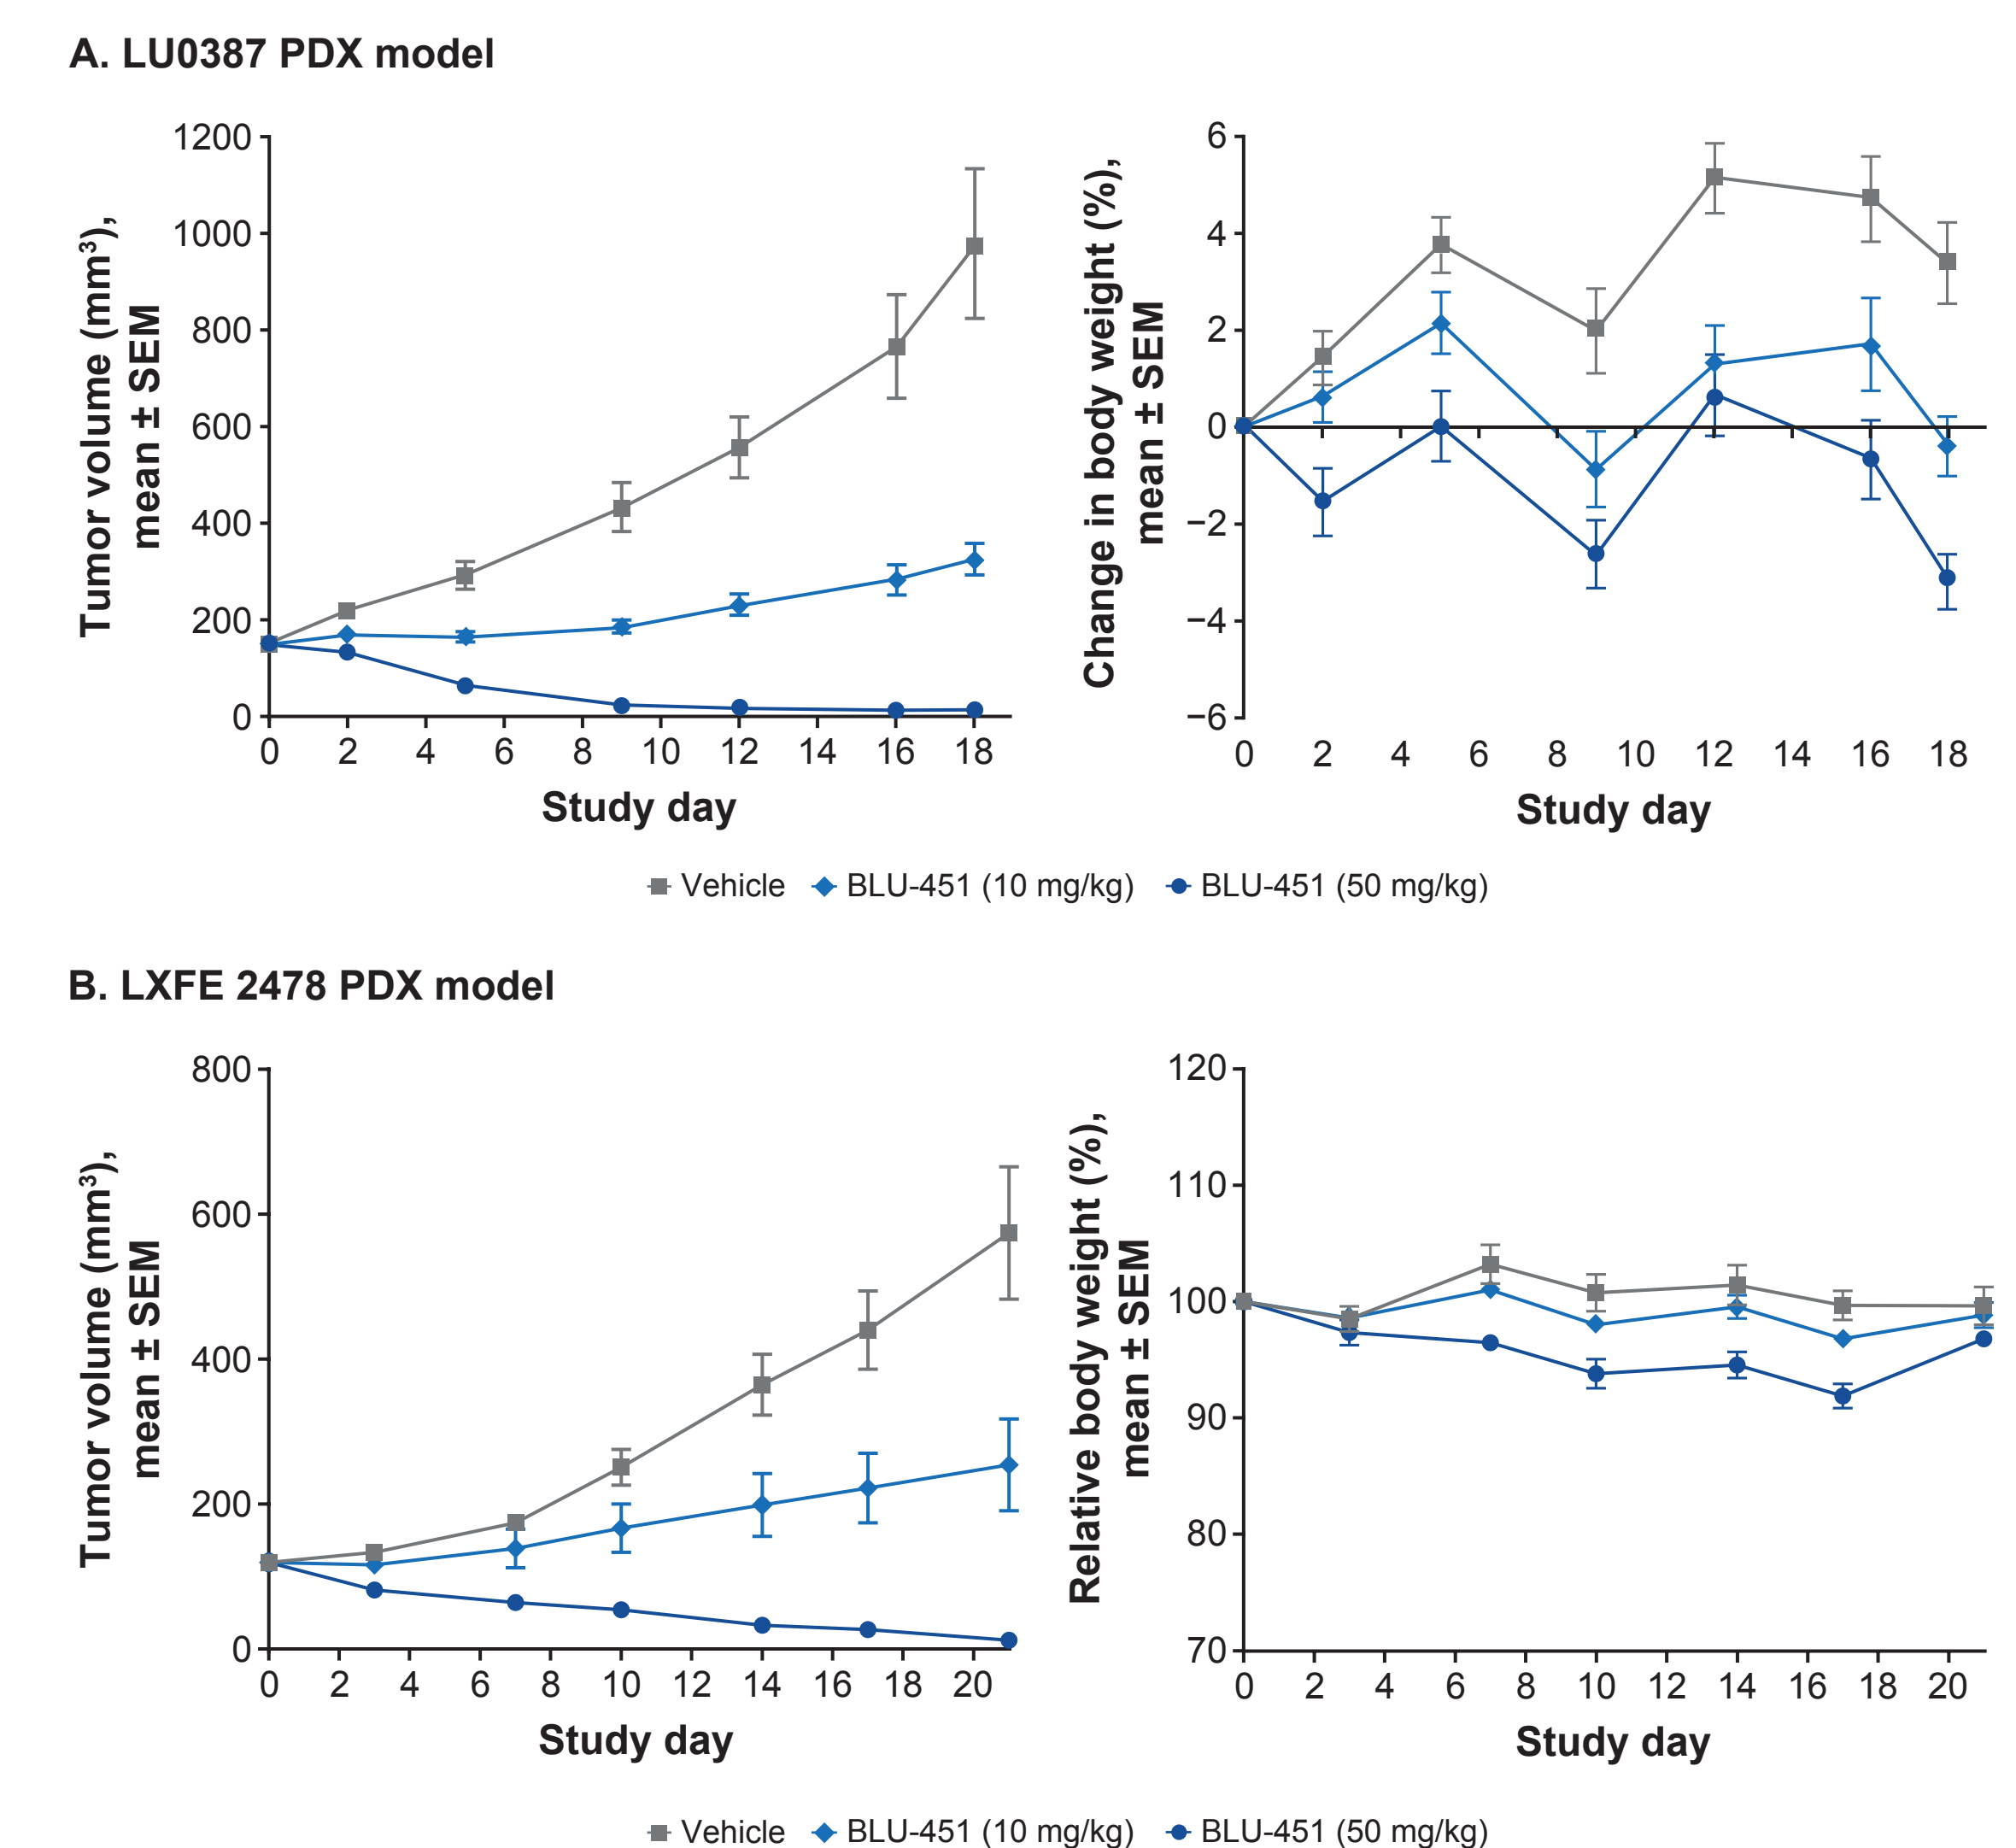 A. LU0387 PDX model
Tumor volume (mm³),
mean ± SEM
1200
1000
800
600
400
200
0
0 2 4 6 8 10 12 14 16 18
Study day
Change in body weight (%),
mean ± SEM
6
4
2
0
−2
−4
−6
0 2 4 6 8 10 12 14 16 18
Study day
Vehicle BLU-451 (10 mg/kg) BLU-451 (50 mg/kg)
B. LXFE 2478 PDX model
Tumor volume (mm³),
mean ± SEM
800
600
400
200
0
0 2 4 6 8 10 12 14 16 18 20
Study day
Relative body weight (%),
mean ± SEM
120
110
100
90
80
70
0 2 4 6 8 10 12 14 16 18 20
Study day
Vehicle BLU-451 (10 mg/kg) BLU-451 (50 mg/kg)